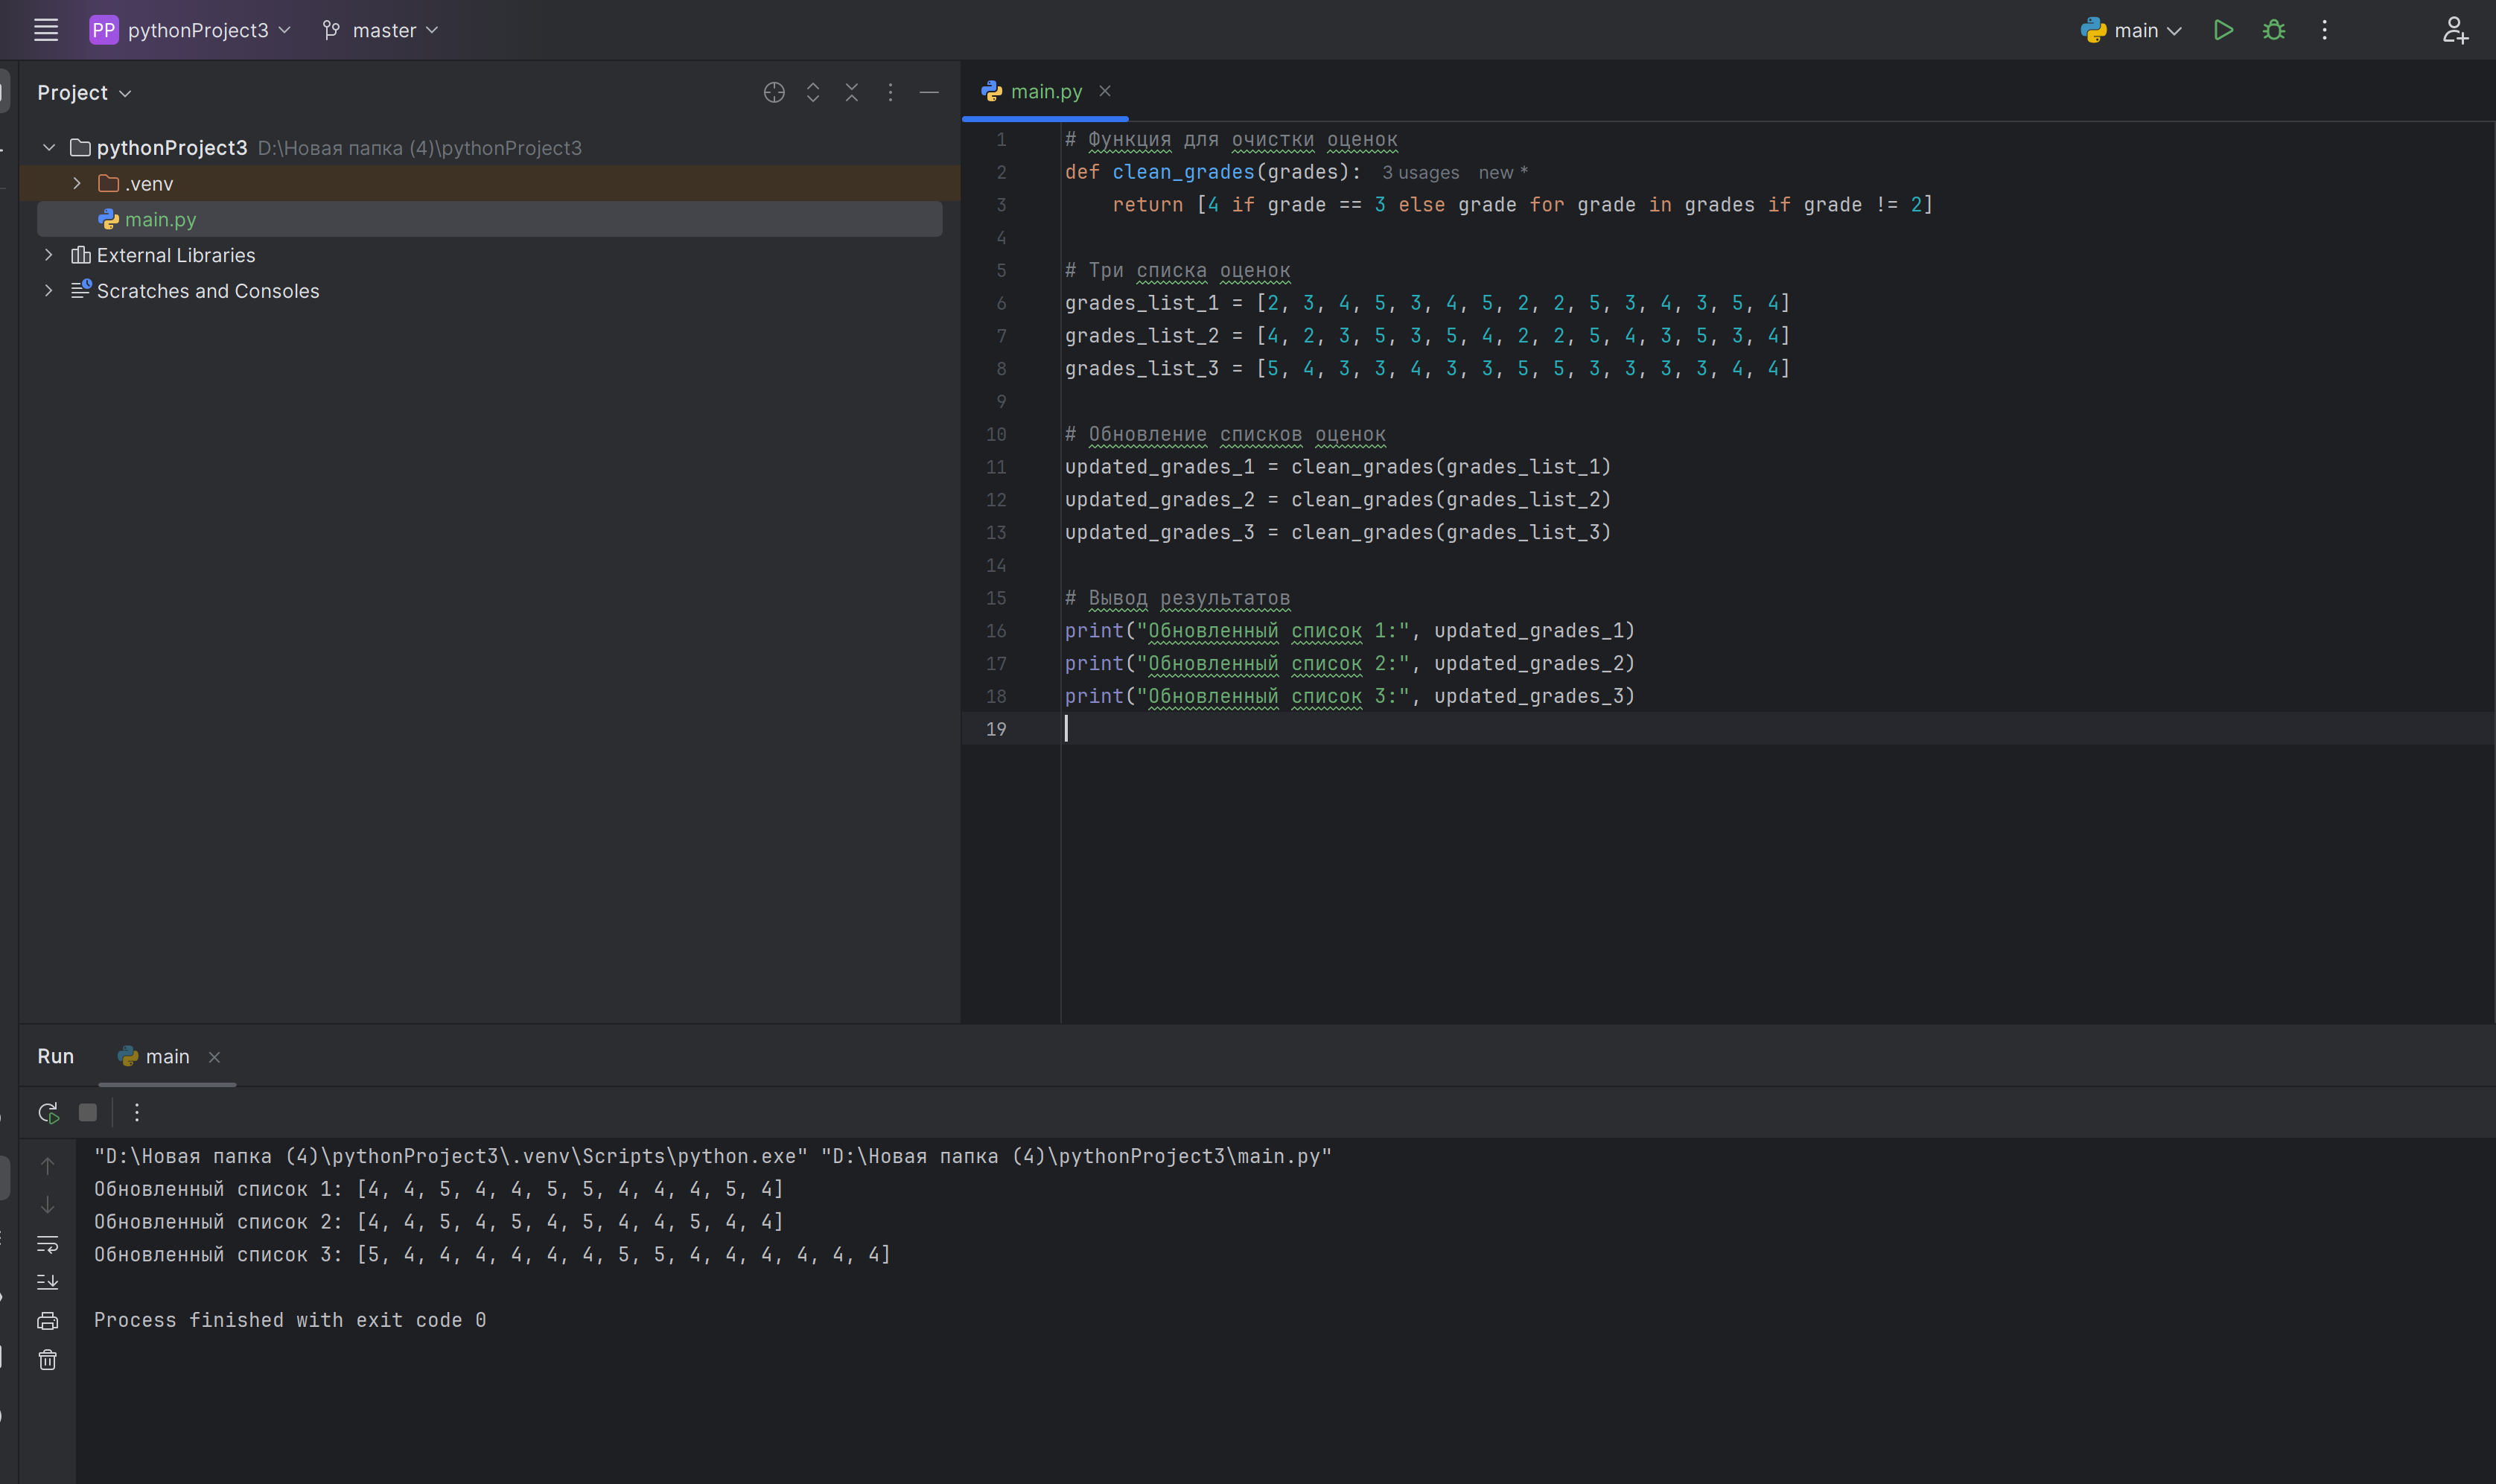 PP pythonProject3 master main
Project
pythonProject3 D:\Новая папка (4)\pythonProject3
.venv
main.py
External Libraries
Scratches and Consoles
main.py
1 # Функция для очистки оценок
2 def clean_grades(grades): 3 usages new *
3 return [4 if grade == 3 else grade for grade in grades if grade != 2]
4
5 # Три списка оценок
6 grades_list_1 = [2, 3, 4, 5, 3, 4, 5, 2, 2, 5, 3, 4, 3, 5, 4]
7 grades_list_2 = [4, 2, 3, 5, 3, 5, 4, 2, 2, 5, 4, 3, 5, 3, 4]
8 grades_list_3 = [5, 4, 3, 3, 4, 3, 3, 5, 5, 3, 3, 3, 3, 4, 4]
9
10 # Обновление списков оценок
11 updated_grades_1 = clean_grades(grades_list_1)
12 updated_grades_2 = clean_grades(grades_list_2)
13 updated_grades_3 = clean_grades(grades_list_3)
14
15 # Вывод результатов
16 print("Обновленный список 1:", updated_grades_1)
17 print("Обновленный список 2:", updated_grades_2)
18 print("Обновленный список 3:", updated_grades_3)
19
Run main
"D:\Новая папка (4)\pythonProject3\.venv\Scripts\python.exe" "D:\Новая папка (4)\pythonProject3\main.py"
Обновленный список 1: [4, 4, 5, 4, 4, 5, 5, 4, 4, 4, 5, 4]
Обновленный список 2: [4, 4, 5, 4, 5, 4, 5, 4, 4, 5, 4, 4]
Обновленный список 3: [5, 4, 4, 4, 4, 4, 4, 5, 5, 4, 4, 4, 4, 4, 4]
Process finished with exit code 0